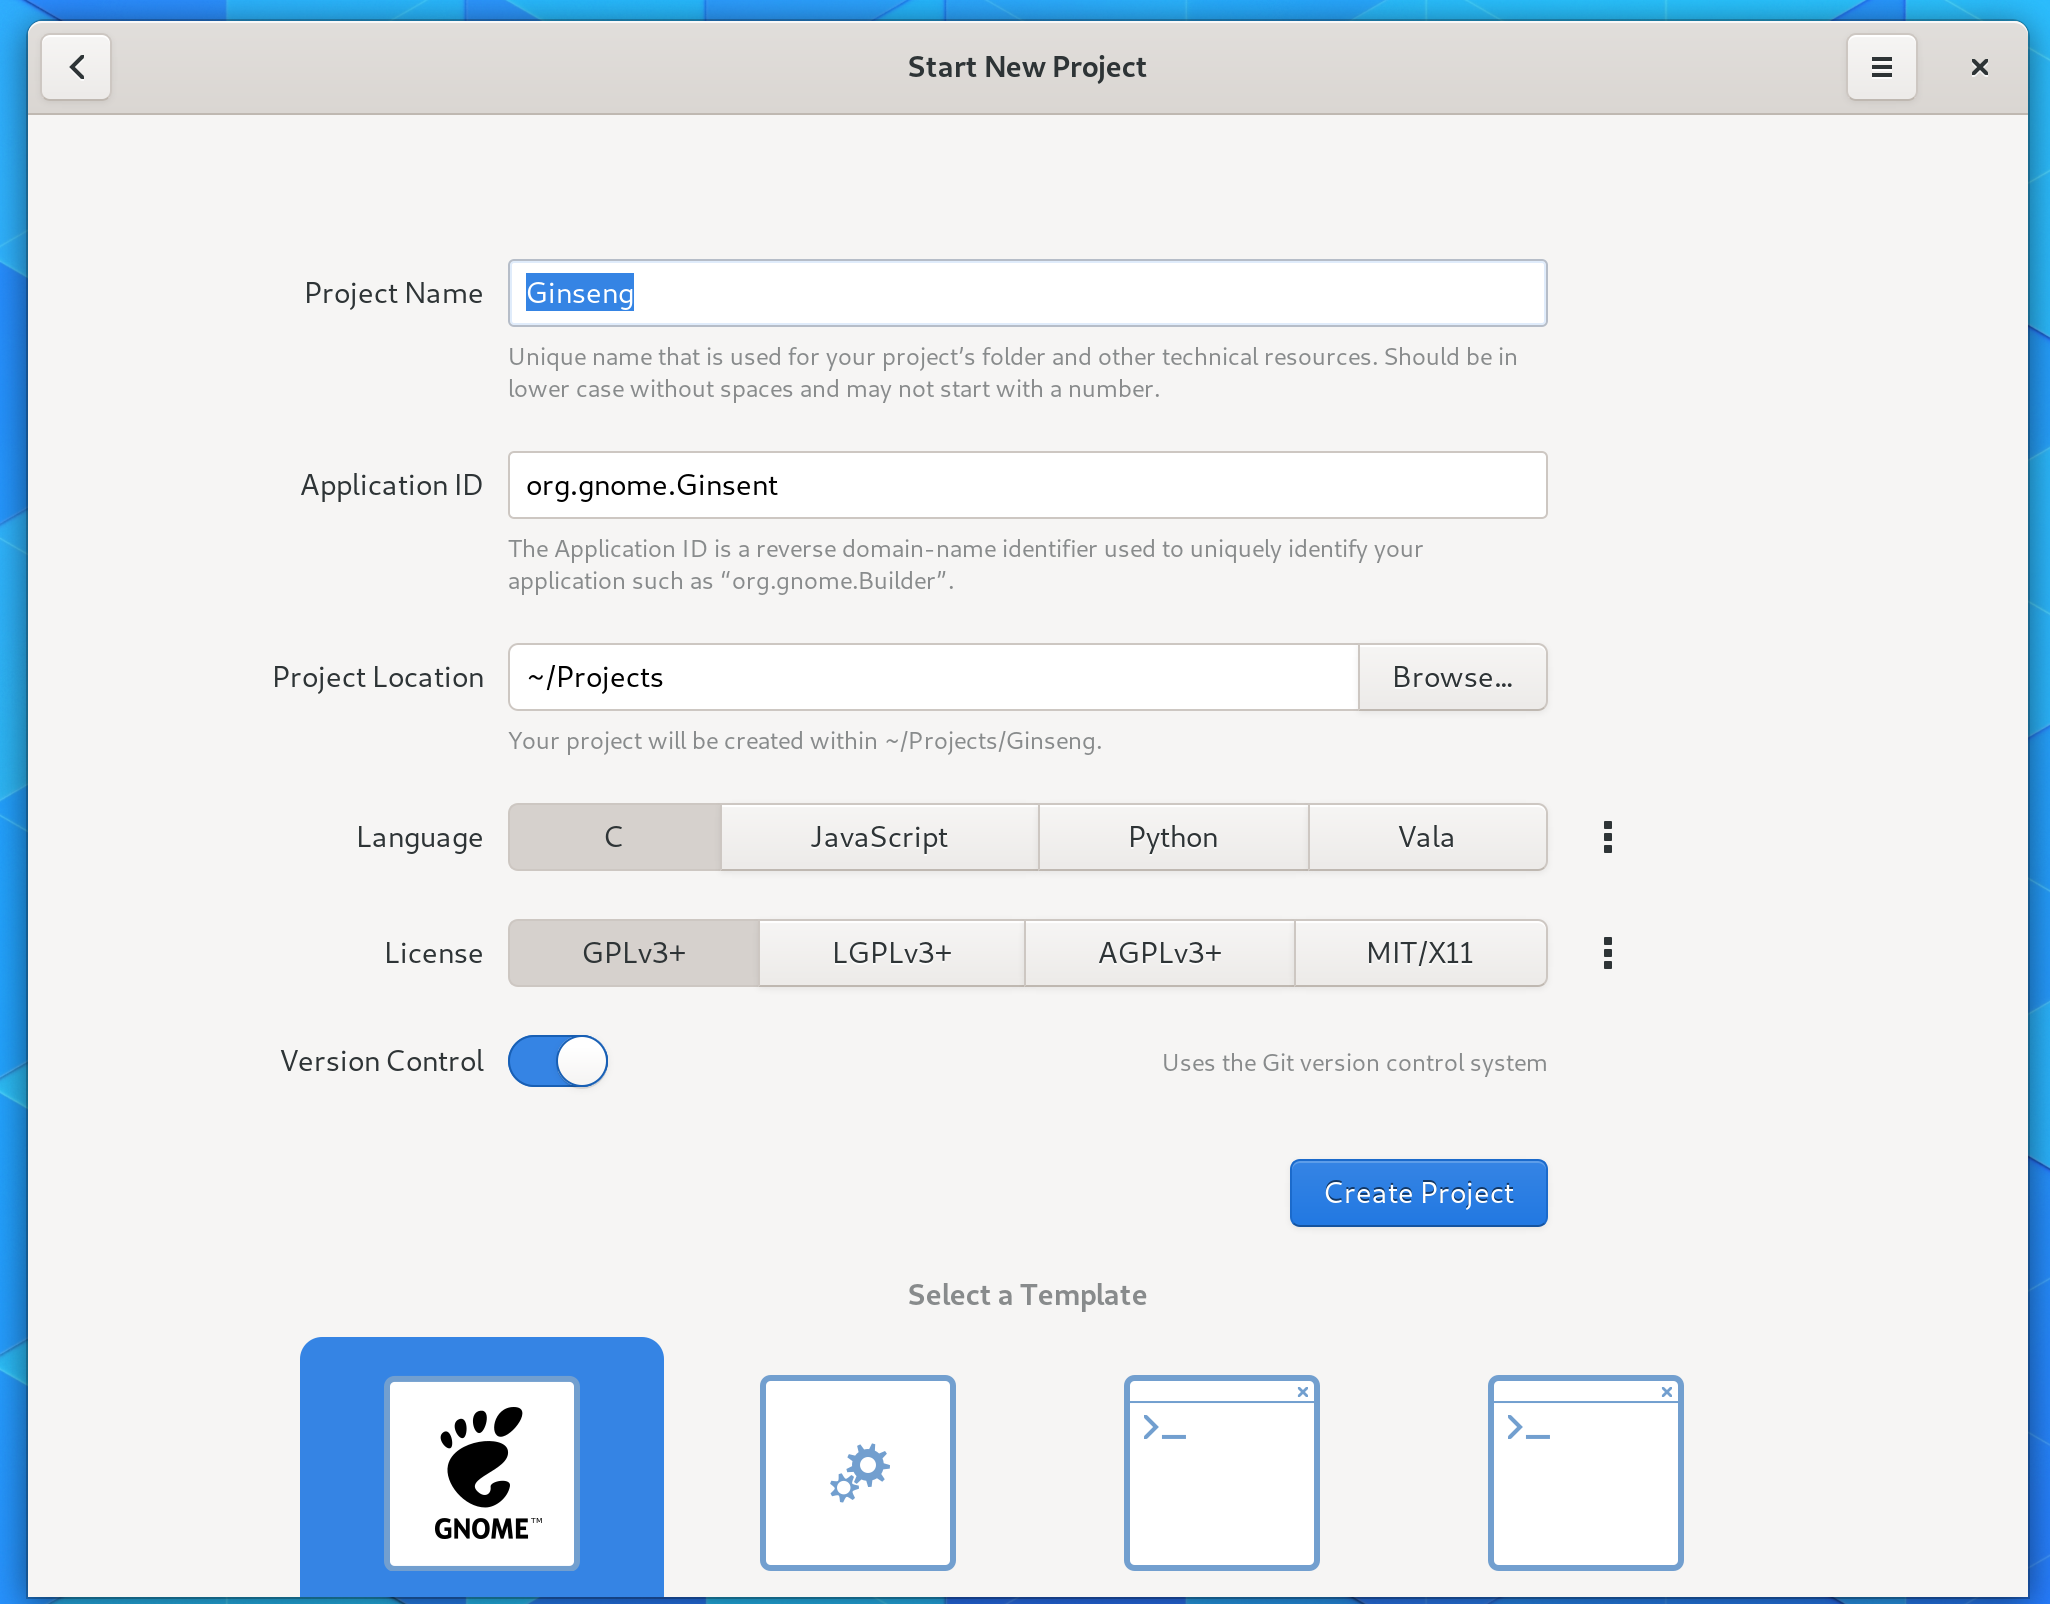 Start New Project
Project Name
Ginseng
Unique name that is used for your project's folder and other technical resources. Should be in
lower case without spaces and may not start with a number.
Application ID
org.gnome.Ginsent
The Application ID is a reverse domain-name identifier used to uniquely identify your
application such as “org.gnome.Builder”.
Project Location
~/Projects
Browse...
Your project will be created within ~/Projects/Ginseng.
Language
C
JavaScript
Python
Vala
License
GPLv3+
LGPLv3+
AGPLv3+
MIT/X11
Version Control
Uses the Git version control system
Create Project
Select a Template
GNOME™